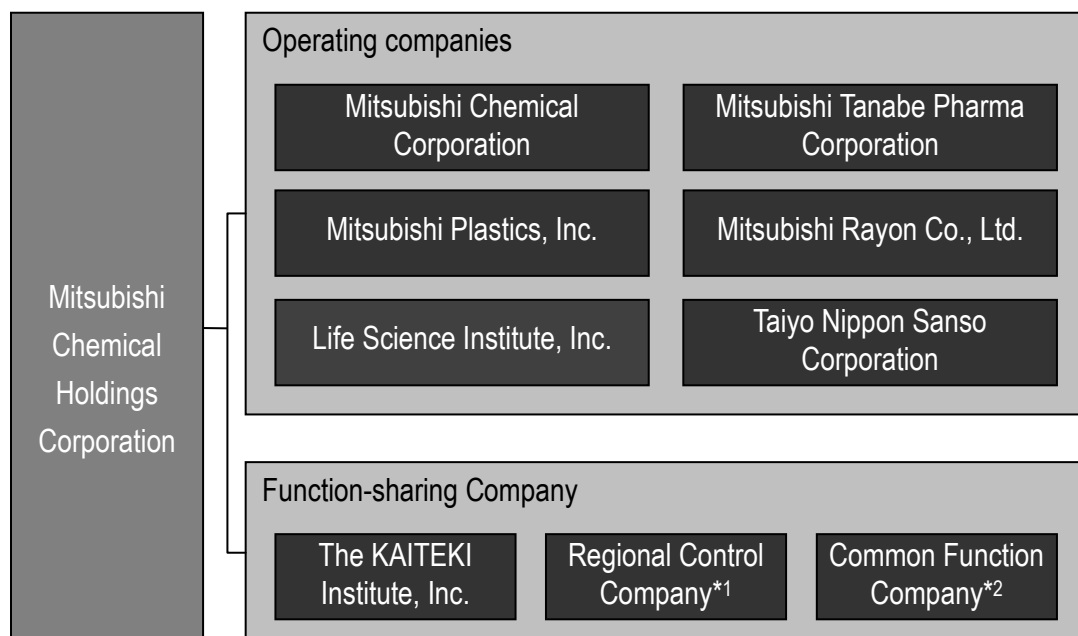 Mitsubishi
Chemical
Holdings
Corporation
Operating companies
Mitsubishi Chemical
Corporation
Mitsubishi Tanabe Pharma
Corporation
Mitsubishi Plastics, Inc.
Mitsubishi Rayon Co., Ltd.
Life Science Institute, Inc.
Taiyo Nippon Sanso
Corporation
Function-sharing Company
The KAITEKI
Institute, Inc.
Regional Control
Company*1
Common Function
Company*2